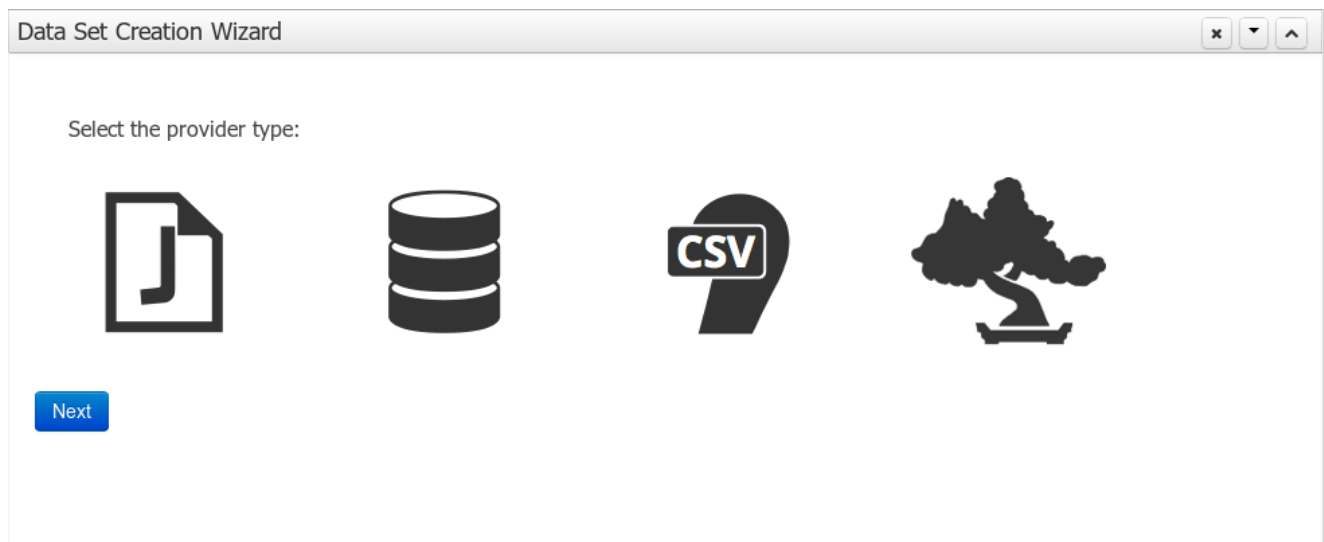 Data Set Creation Wizard
Select the provider type:
J
CSV
Next